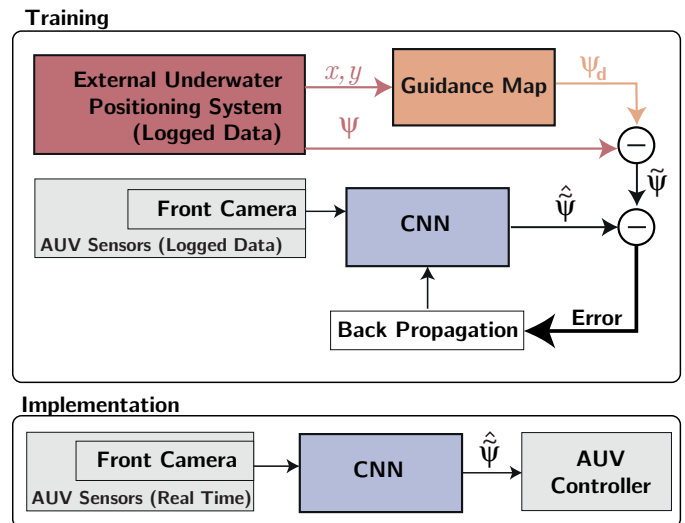 Training
External Underwater
Positioning System
(Logged Data)
x, y
Guidance Map
ψ_d
ψ
−
ψ̃
Front Camera
AUV Sensors (Logged Data)
CNN
ψ̃̂
−
Error
Back Propagation
Implementation
Front Camera
AUV Sensors (Real Time)
CNN
ψ̃̂
AUV
Controller